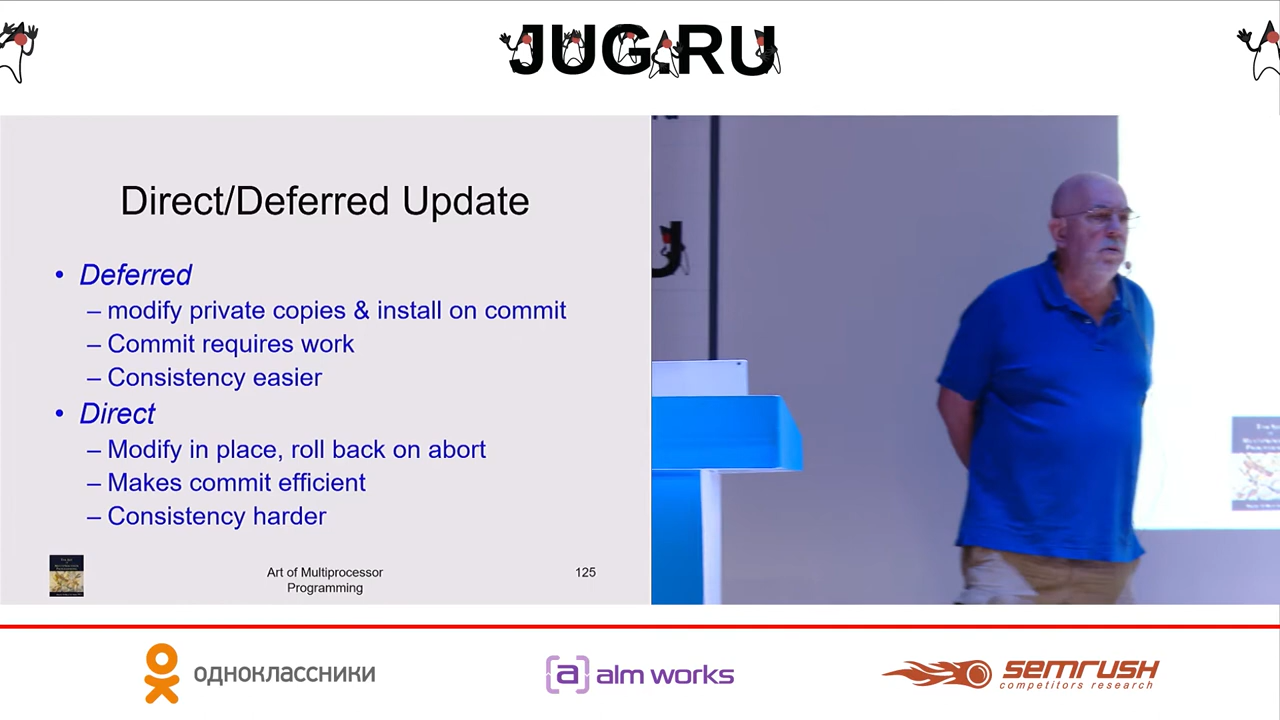 JUG.RU
Direct/Deferred Update
• Deferred
– modify private copies & install on commit
– Commit requires work
– Consistency easier
• Direct
– Modify in place, roll back on abort
– Makes commit efficient
– Consistency harder
Art of Multiprocessor
Programming
125
одноклассники
[a] alm works
semrush
competitors research